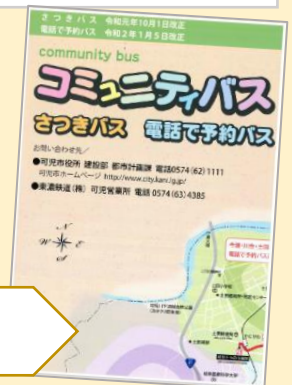 さつきバス 令和元年10月1日改正
電話で予約バス 令和2年1月5日改正
community bus
コミュニティバス
さつきバス 電話で予約バス
お問い合わせ先／
●可児市役所 建設部 都市計画課 電話0574(62)1111
可児市ホームページ http://www.city.kani.lg.jp/
●東濃鉄道(株) 可児営業所 電話 0574(63)4385
電話で予約バス